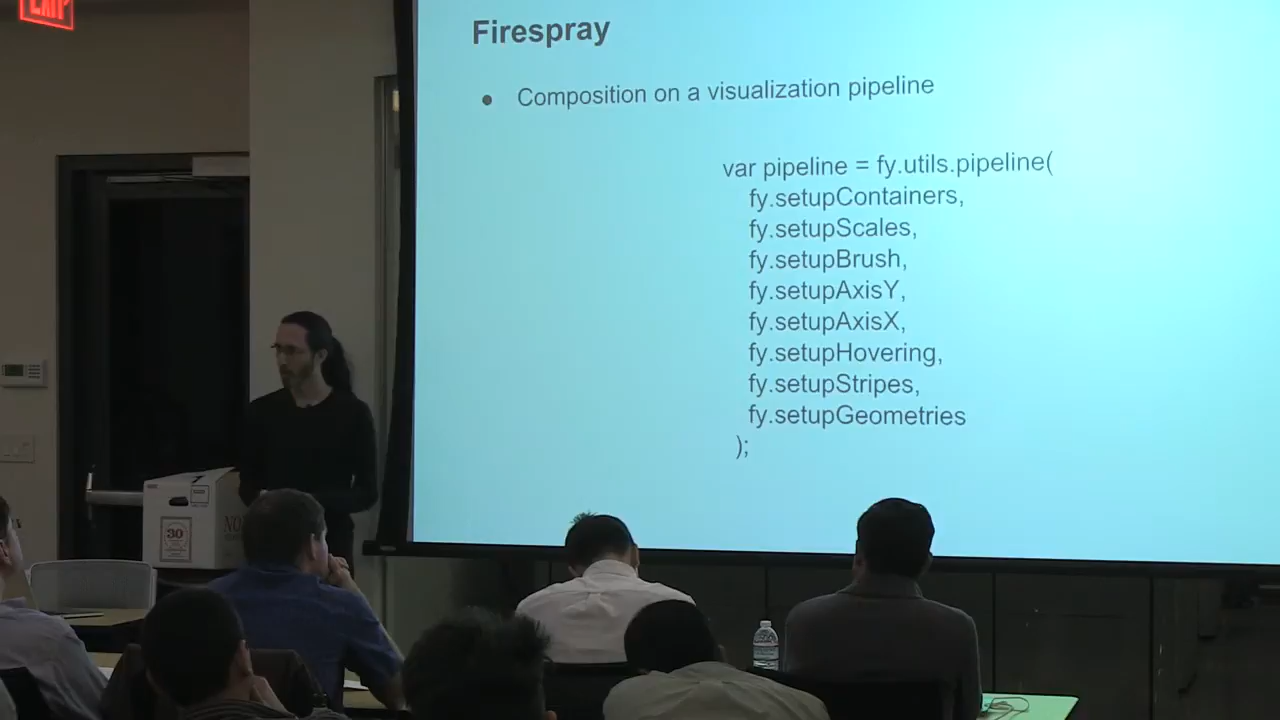 EXIT
Firespray
● Composition on a visualization pipeline
var pipeline = fy.utils.pipeline(
fy.setupContainers,
fy.setupScales,
fy.setupBrush,
fy.setupAxisY,
fy.setupAxisX,
fy.setupHovering,
fy.setupStripes,
fy.setupGeometries
);
30